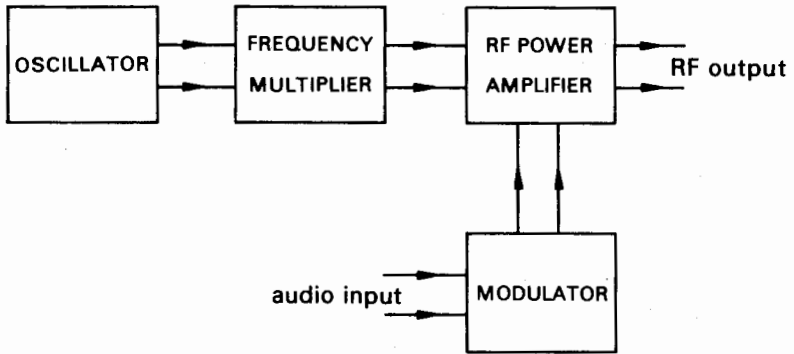 OSCILLATOR
FREQUENCY
MULTIPLIER
RF POWER
AMPLIFIER
RF output
audio input
MODULATOR